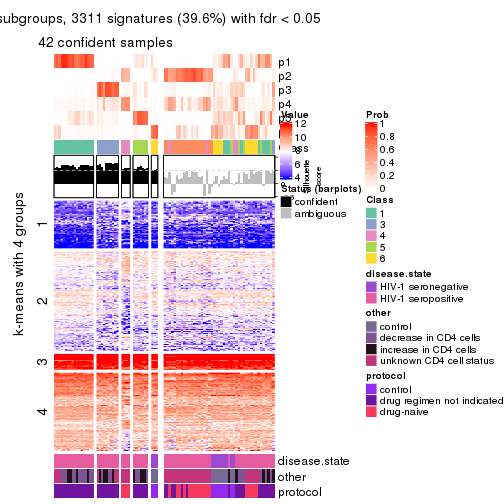 subgroups, 3311 signatures (39.6%) with fdr < 0.05
42 confident samples
p1
p2
p3
p4
Value
12
10
8
6
4
Prob
1
0.8
0.6
0.4
0.2
0
Silhouette
score
Status (barplots)
confident
ambiguous
Class
1
3
4
5
6
disease.state
HIV-1 seronegative
HIV-1 seropositive
other
control
decrease in CD4 cells
increase in CD4 cells
unknown CD4 cell status
protocol
control
drug regimen not indicated
drug-naive
k-means with 4 groups
1
2
3
4
disease.state
other
protocol